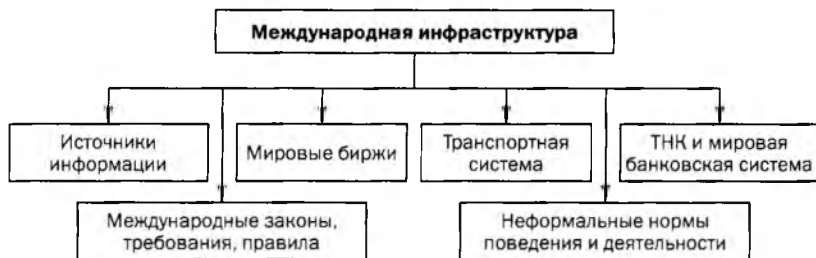 Международная инфраструктура
Источники
информации
Мировые биржи
Транспортная
система
ТНК и мировая
банковская система
Международные законы,
требования, правила
Неформальные нормы
поведения и деятельности